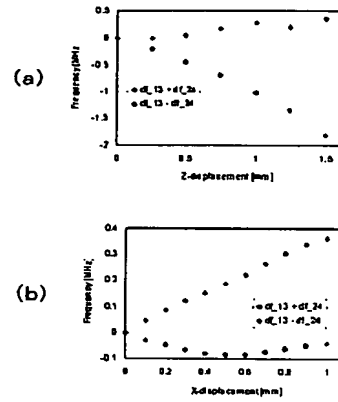 (a)
Frequency [MHz]
0.5
0
-0.5
-1
-1.5
-2
df_13 + df_24
df_13 - df_24
0
0.5
1
1.5
Z-displacement [mm]
(b)
Frequency [MHz]
0.4
0.3
0.2
0.1
0
-0.1
df_13 + df_24
df_13 - df_24
0
0.2
0.4
0.6
0.8
1
X-displacement [mm]